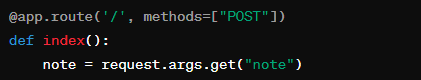 @app.route('/', methods=["POST"])
def index():
    note = request.args.get("note")